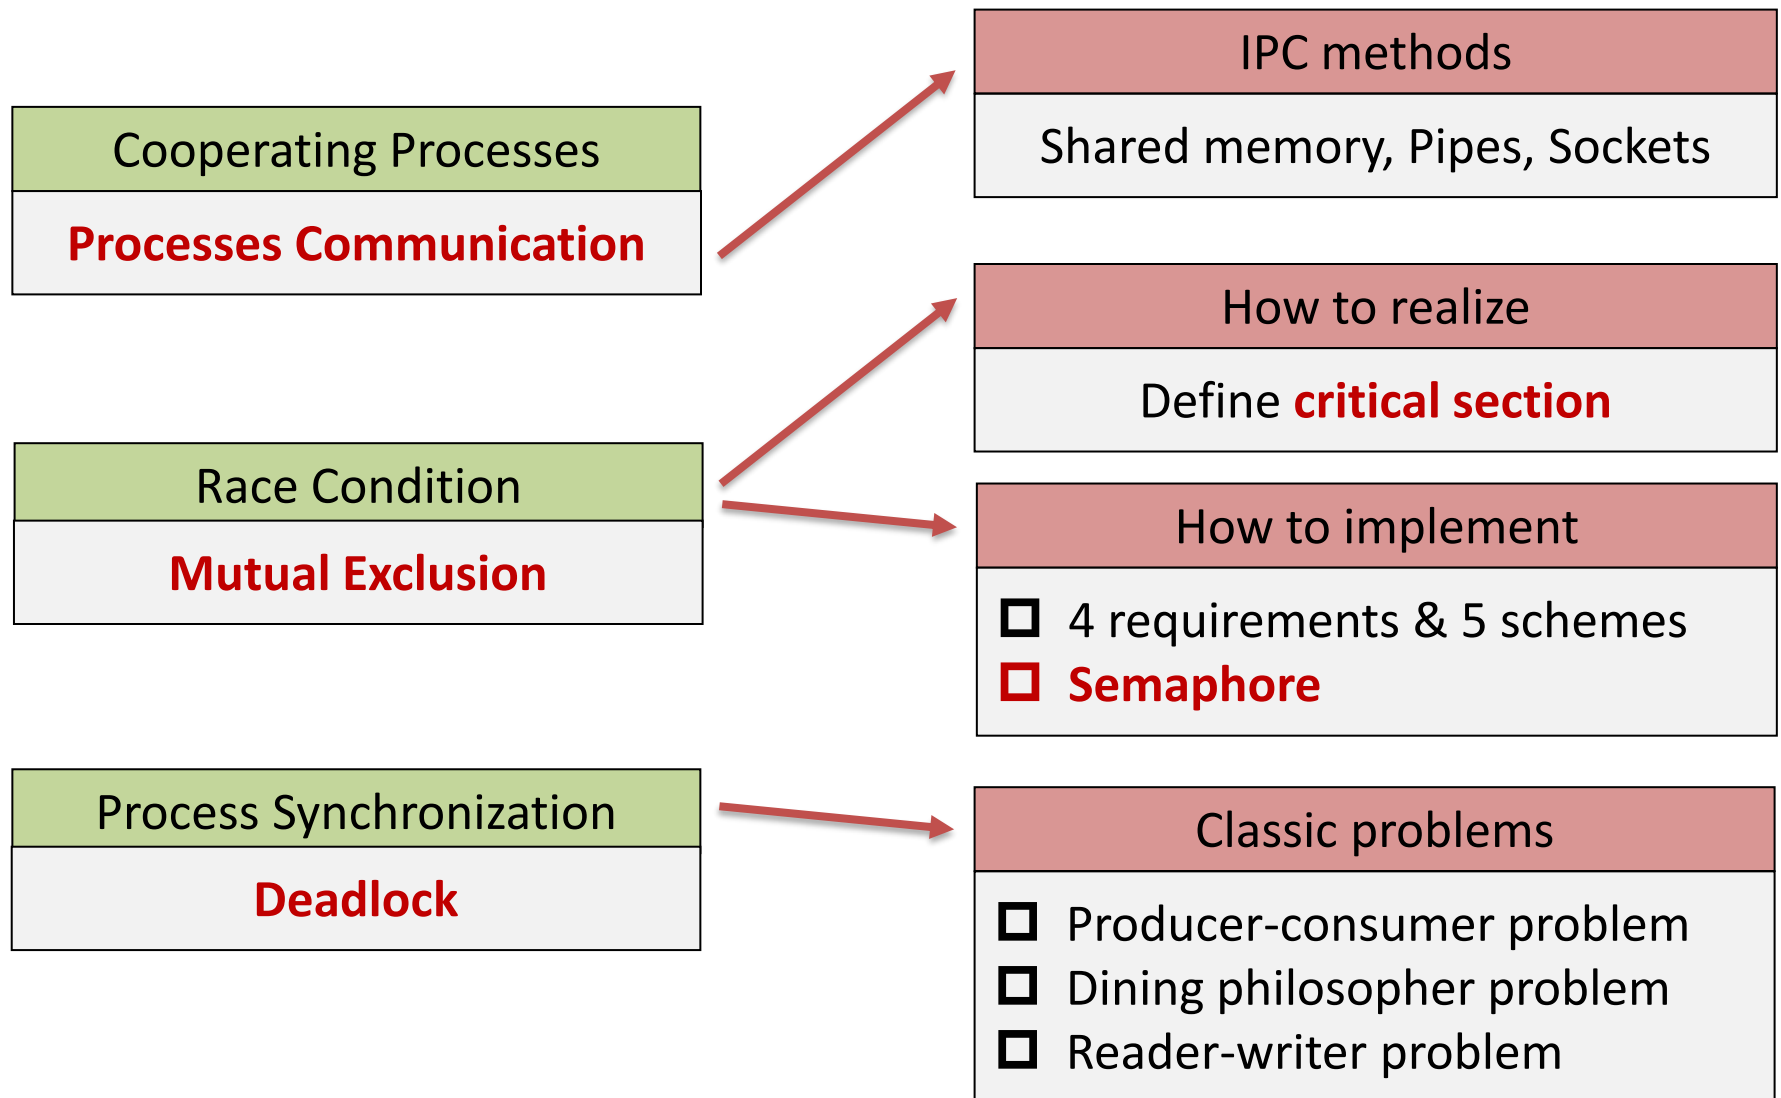 Cooperating Processes
Processes Communication
IPC methods
Shared memory, Pipes, Sockets
Race Condition
Mutual Exclusion
How to realize
Define critical section
How to implement
4 requirements & 5 schemes
Semaphore
Process Synchronization
Deadlock
Classic problems
Producer-consumer problem
Dining philosopher problem
Reader-writer problem